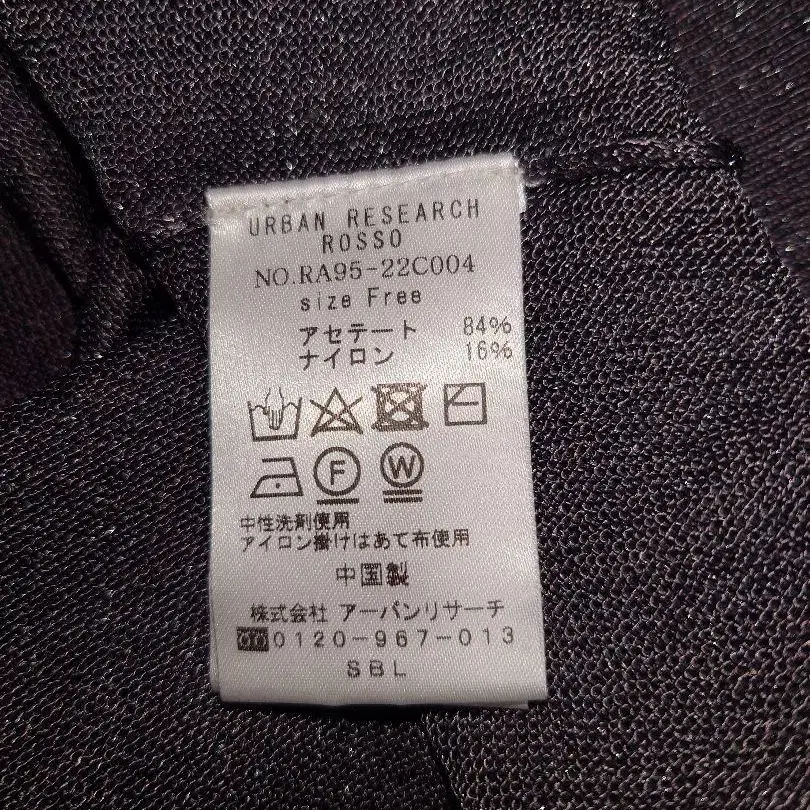 URBAN RESEARCH
ROSSO
NO.RA95-22C004
size Free
アセテート 84%
ナイロン 16%
F W
中性洗剤使用
アイロン掛けはあて布使用
中国製
株式会社 アーバンリサーチ
0120-967-013
SBL